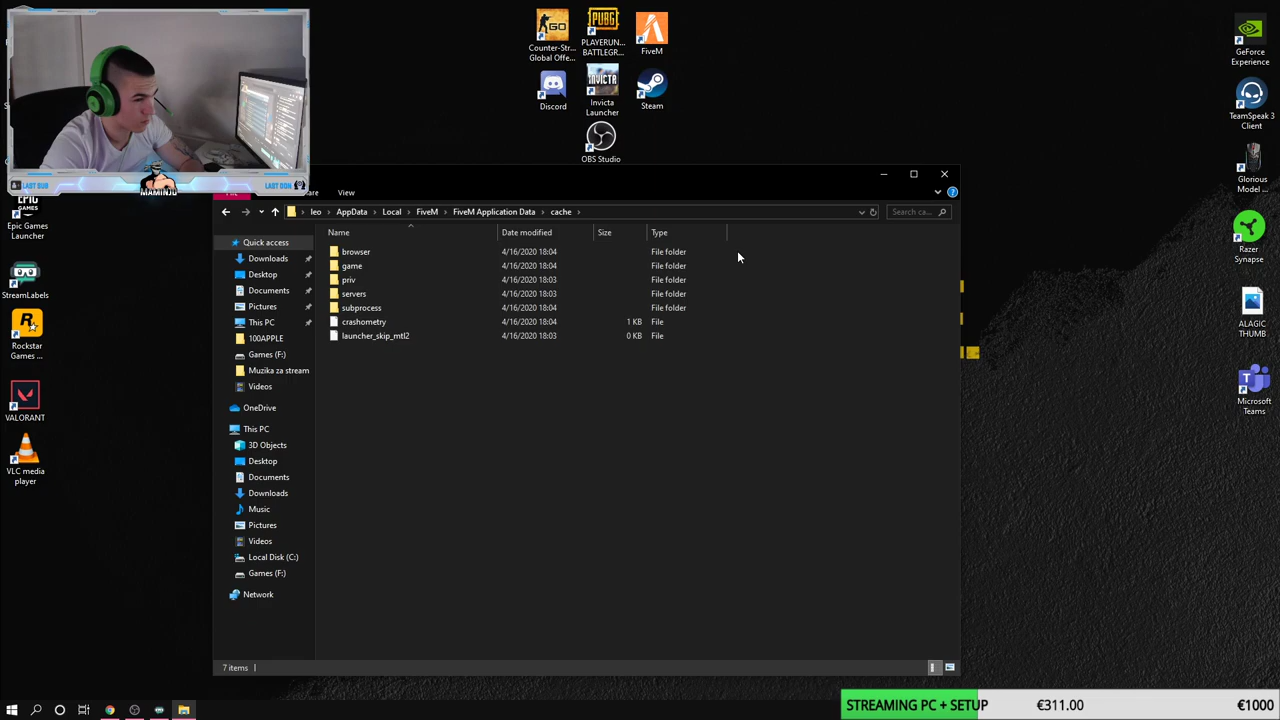 Counter-Str...
Global Offe...
PLAYERUN...
BATTLEGR...
FiveM
Discord
Invicta
Launcher
Steam
OBS Studio
GeForce
Experience
TeamSpeak 3
Client
Glorious
Model ...
Razer
Synapse
ALAGIC
THUMB
Microsoft
Teams
LAST SUB
MAMINJO
LAST DON
Epic Games
Launcher
StreamLabels
Rockstar
Games ...
VALORANT
VLC media
player
View
leo
AppData
Local
FiveM
FiveM Application Data
cache
Search ca...
Name
Date modified
Size
Type
browser 4/16/2020 18:04 File folder
game 4/16/2020 18:04 File folder
priv 4/16/2020 18:03 File folder
servers 4/16/2020 18:03 File folder
subprocess 4/16/2020 18:04 File folder
crashometry 4/16/2020 18:04 1 KB File
launcher_skip_mtl2 4/16/2020 18:03 0 KB File
Quick access
Downloads
Desktop
Documents
Pictures
This PC
100APPLE
Games (F:)
Muzika za stream
Videos
OneDrive
This PC
3D Objects
Desktop
Documents
Downloads
Music
Pictures
Videos
Local Disk (C:)
Games (F:)
Network
7 items
STREAMING PC + SETUP €311.00 €1000